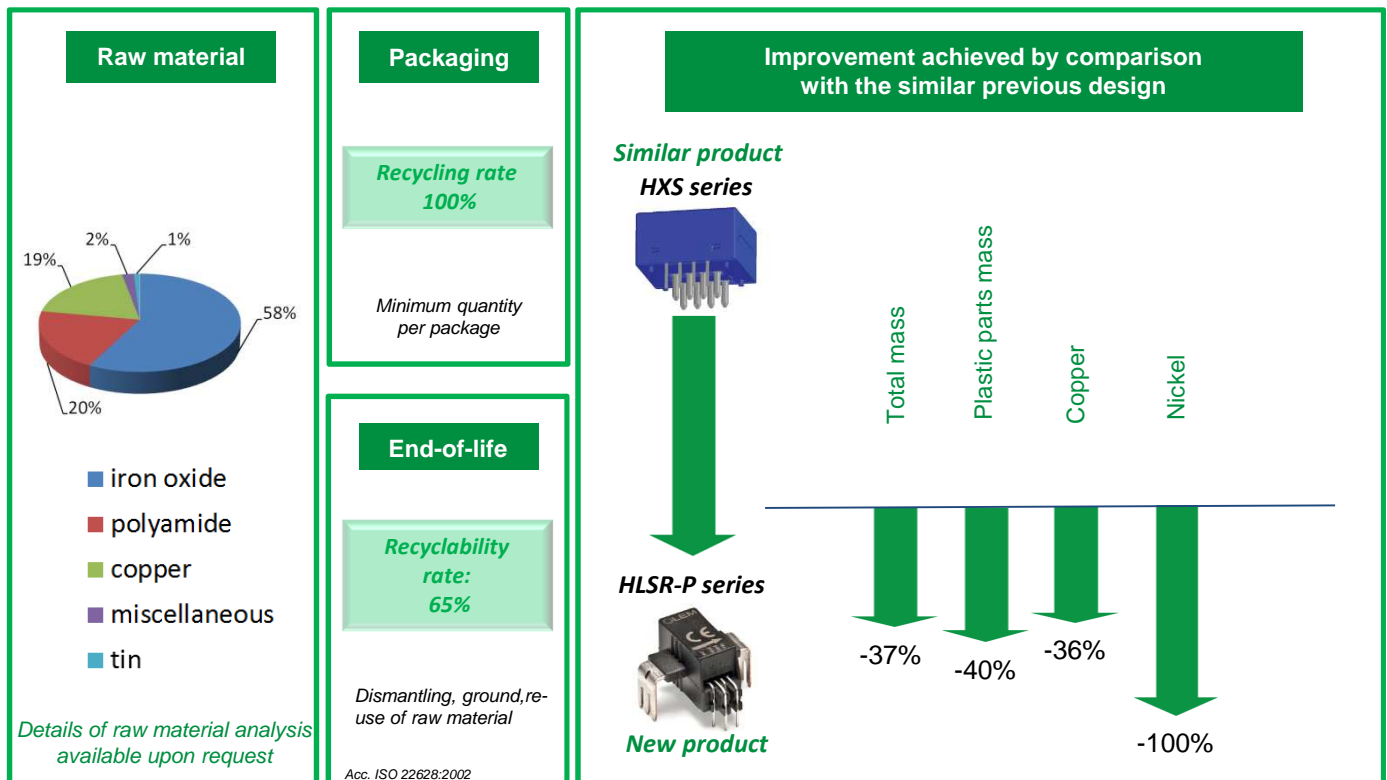 Raw material
2%
1%
19%
58%
20%
iron oxide
polyamide
copper
miscellaneous
tin
Details of raw material analysis
available upon request
Packaging
Recycling rate
100%
Minimum quantity
per package
End-of-life
Recyclability
rate:
65%
Dismantling, ground,re-
use of raw material
Acc. ISO 22628:2002
Improvement achieved by comparison
with the similar previous design
Similar product
HXS series
HLSR-P series
LEM
CE
New product
Total mass
Plastic parts mass
Copper
Nickel
-37%
-40%
-36%
-100%